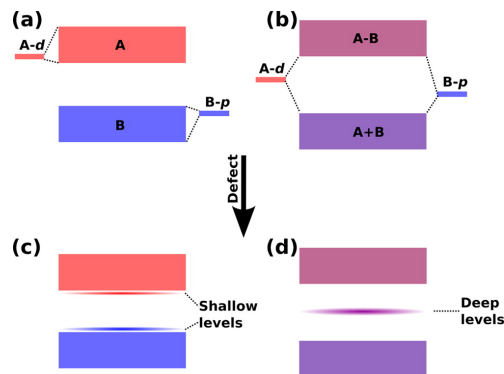 (a)
A-d
A
B-p
B
(b)
A-d
A-B
B-p
A+B
Defect
(c)
Shallow
levels
(d)
Deep
levels